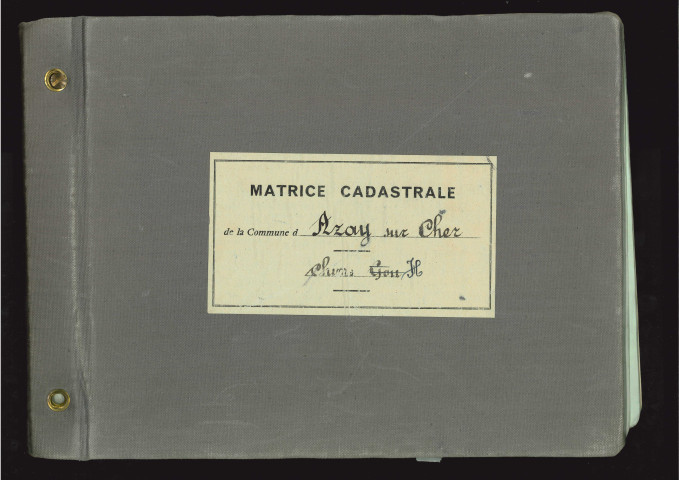 MATRICE CADASTRALE
de la Commune d Azay sur Cher
H